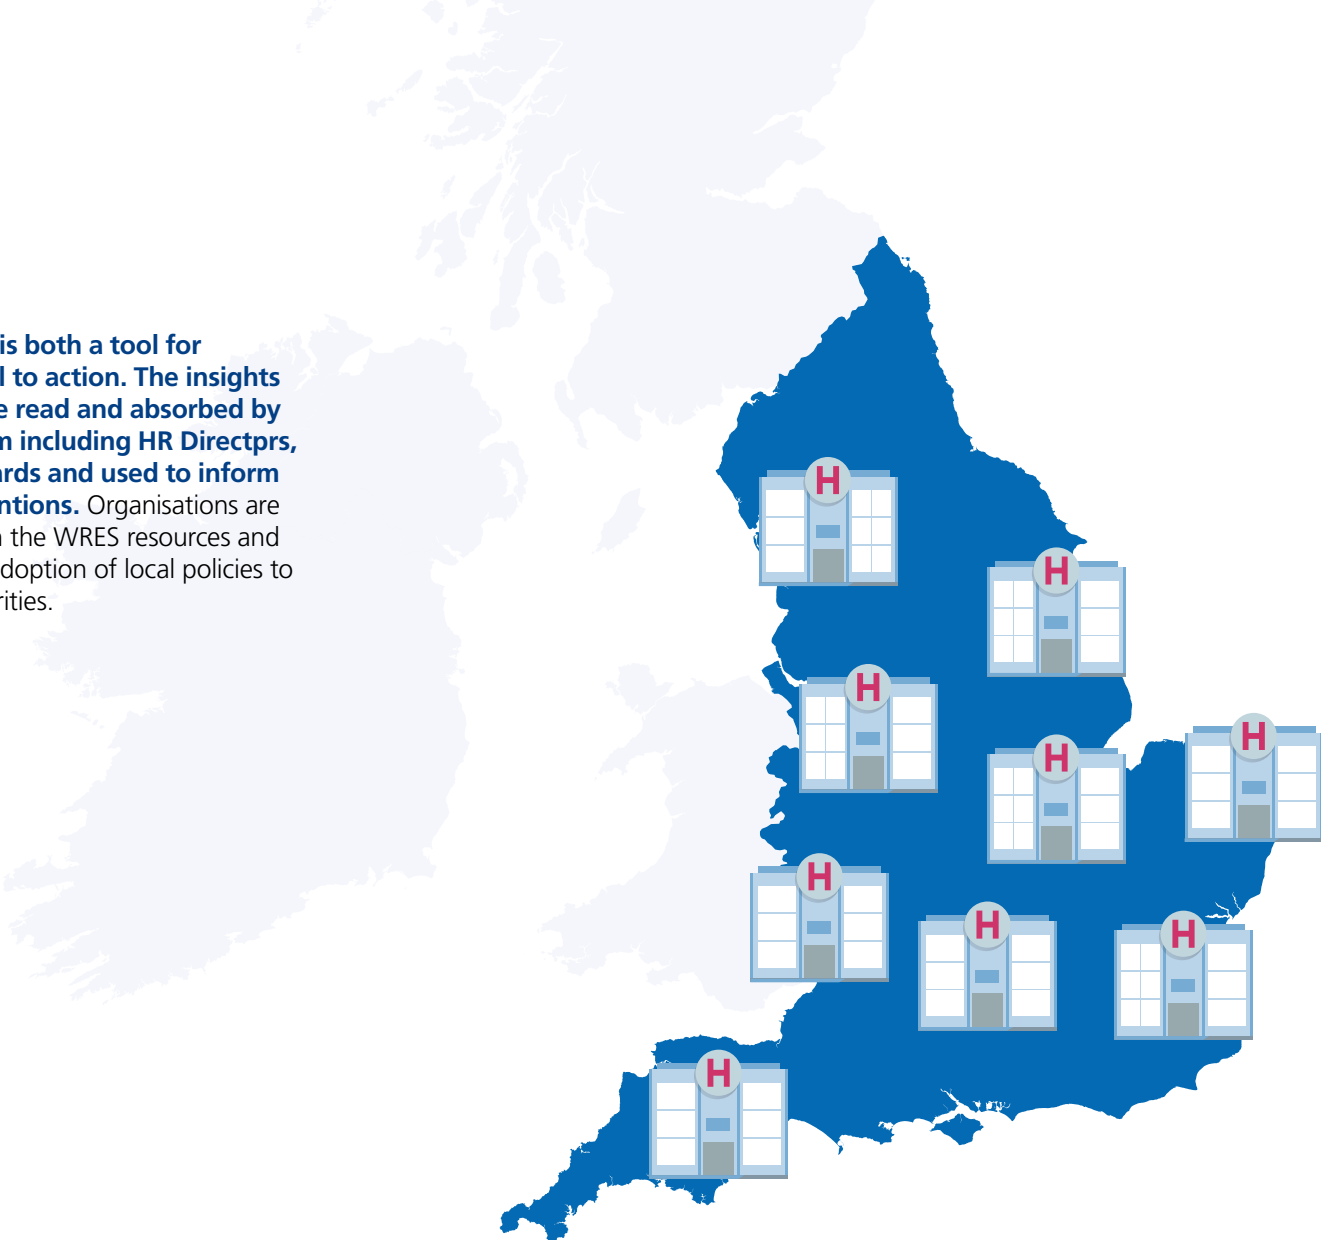 is both a tool for
l to action. The insights
e read and absorbed by
m including HR Directprs,
ards and used to inform
ntions. Organisations are
n the WRES resources and
doption of local policies to
rities.
H
H
H
H
H
H
H
H
H